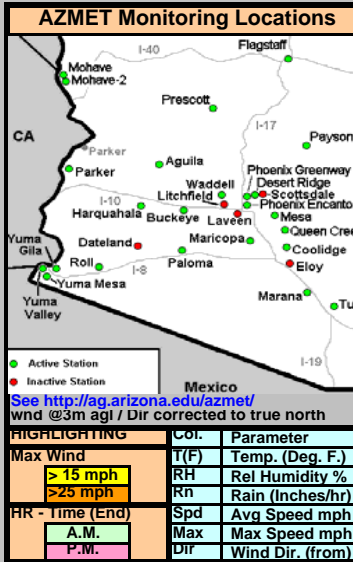 AZMET Monitoring Locations
Flagstaff
I-40
Mohave
Mohave-2
Prescott
I-17
CA
Payson
Parker
Aguila
Parker
Phoenix Greenway
Desert Ridge
Waddell
Scottsdale
Litchfield
I-10
Phoenix Encanto
Harquahala
Buckeye
Laveen
Mesa
Yuma
Gila
Queen Cree
Dateland
Maricopa
Coolidge
Roll
I-8
Paloma
Eloy
Yuma Mesa
Yuma
Valley
Marana
Tu
I-19
Active Station
Inactive Station
Mexico
See http://ag.arizona.edu/azmet/
wnd @3m agl / Dir corrected to true north
HIGHLIGHTING
Col. Parameter
Max Wind
T(F) Temp. (Deg. F.)
> 15 mph
RH Rel Humidity %
>25 mph
Rn Rain (Inches/hr)
HR - Time (End)
Spd Avg Speed mph
A.M.
Max Max Speed mph
P.M.
Dir Wind Dir. (from)